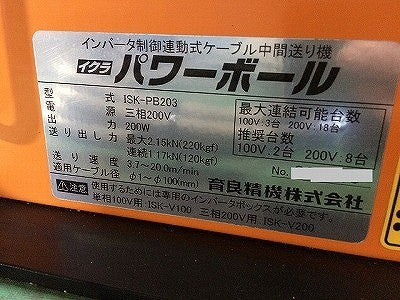 インバータ制御連動式ケーブル中間送り機
イクラ パワーボール
型式 ISK-PB203
電源 三相200V
出力 200W
送り出し力 最大2.15kN(220kgf)
連続1.17kN(120kgf)
送り速度 3.7~20.0m/min
適用ケーブル径 φ1~φ100(mm)
最大連結可能台数
100V:3台 200V:18台
推奨台数
100V:2台 200V:8台
No.
育良精機株式会社
注意 使用するためには専用のインバータボックスが必要です。
単相100V用:ISK-V100 三相200V用:ISK-V200